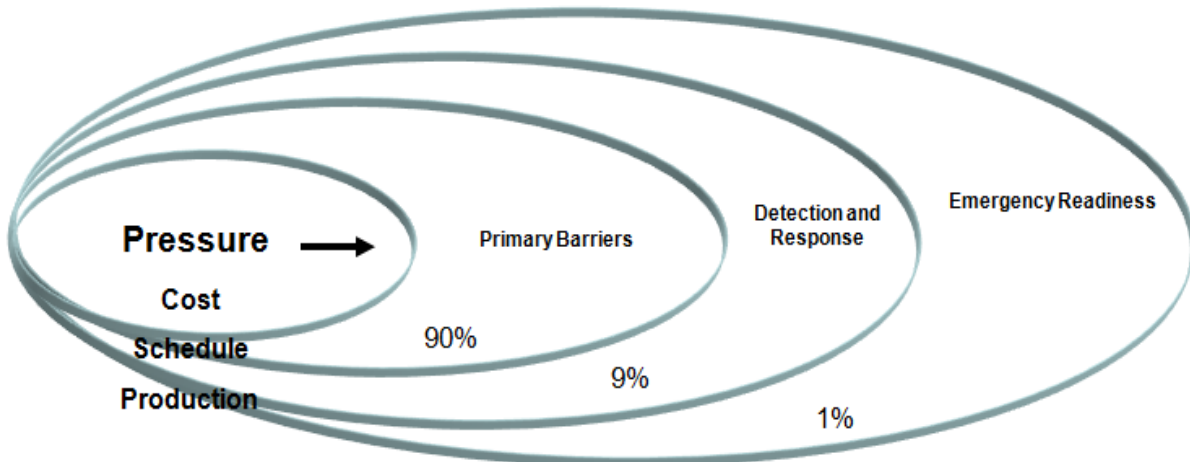 Pressure
Cost
Schedule
Production
Primary Barriers
90%
Detection and
Response
9%
Emergency Readiness
1%